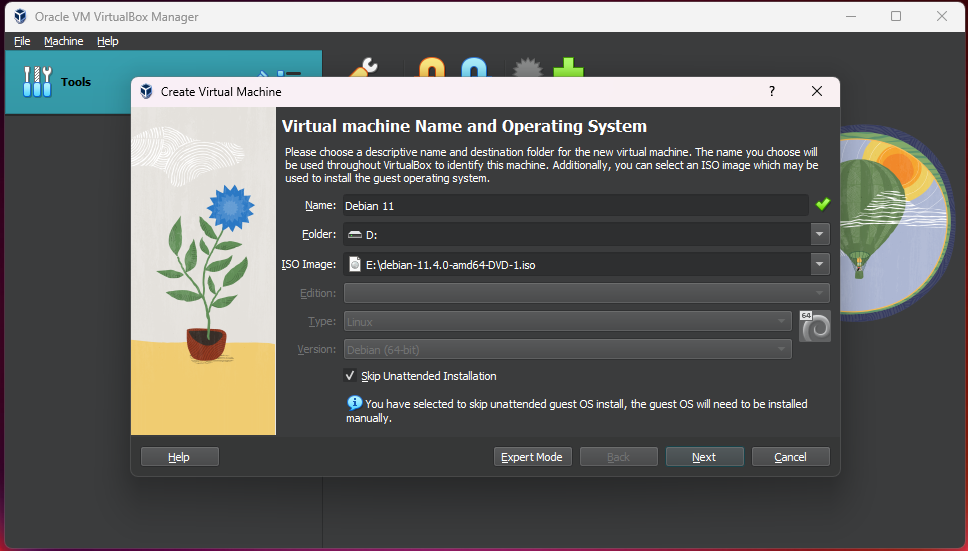 Oracle VM VirtualBox Manager
File Machine Help
Tools
Create Virtual Machine
?
Virtual machine Name and Operating System
Please choose a descriptive name and destination folder for the new virtual machine. The name you choose will
be used throughout VirtualBox to identify this machine. Additionally, you can select an ISO image which may be
used to install the guest operating system.
Name: Debian 11
Folder: D:
ISO Image: E:\debian-11.4.0-amd64-DVD-1.iso
Edition:
Type: Linux
64
Version: Debian (64-bit)
Skip Unattended Installation
You have selected to skip unattended guest OS install, the guest OS will need to be installed
manually.
Help Expert Mode Back Next Cancel